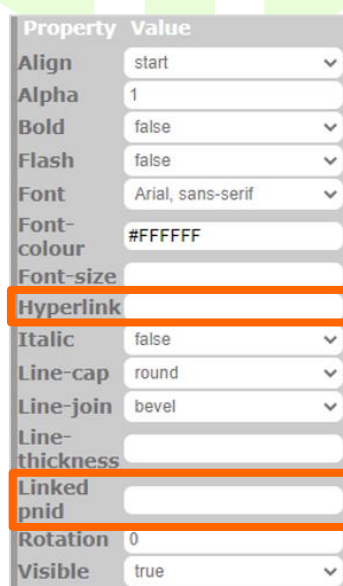 Property Value
Align start
Alpha 1
Bold false
Flash false
Font Arial, sans-serif
Font-
colour #FFFFFF
Font-size
Hyperlink
Italic false
Line-cap round
Line-join bevel
Line-
thickness
Linked
pnid
Rotation 0
Visible true